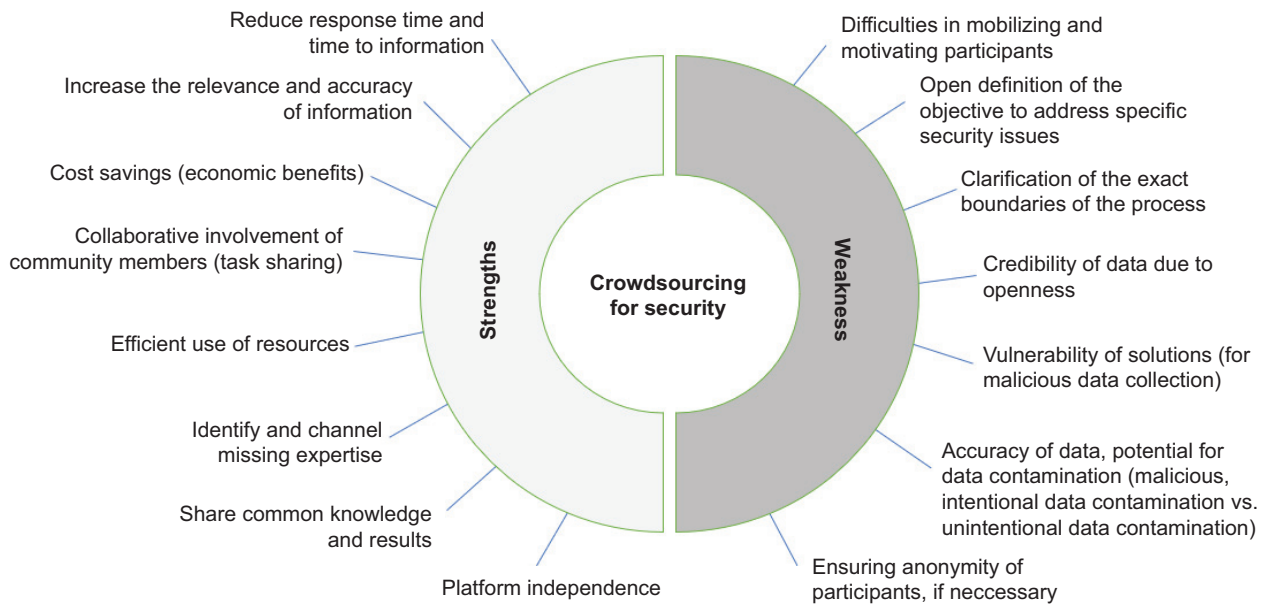 Reduce response time and
time to information
Increase the relevance and accuracy
of information
Cost savings (economic benefits)
Collaborative involvement of
community members (task sharing)
Efficient use of resources
Identify and channel
missing expertise
Share common knowledge
and results
Platform independence
Strengths
Crowdsourcing
for security
Weakness
Difficulties in mobilizing and
motivating participants
Open definition of the
objective to address specific
security issues
Clarification of the exact
boundaries of the process
Credibility of data due to
openness
Vulnerability of solutions (for
malicious data collection)
Accuracy of data, potential for
data contamination (malicious,
intentional data contamination vs.
unintentional data contamination)
Ensuring anonymity of
participants, if neccessary